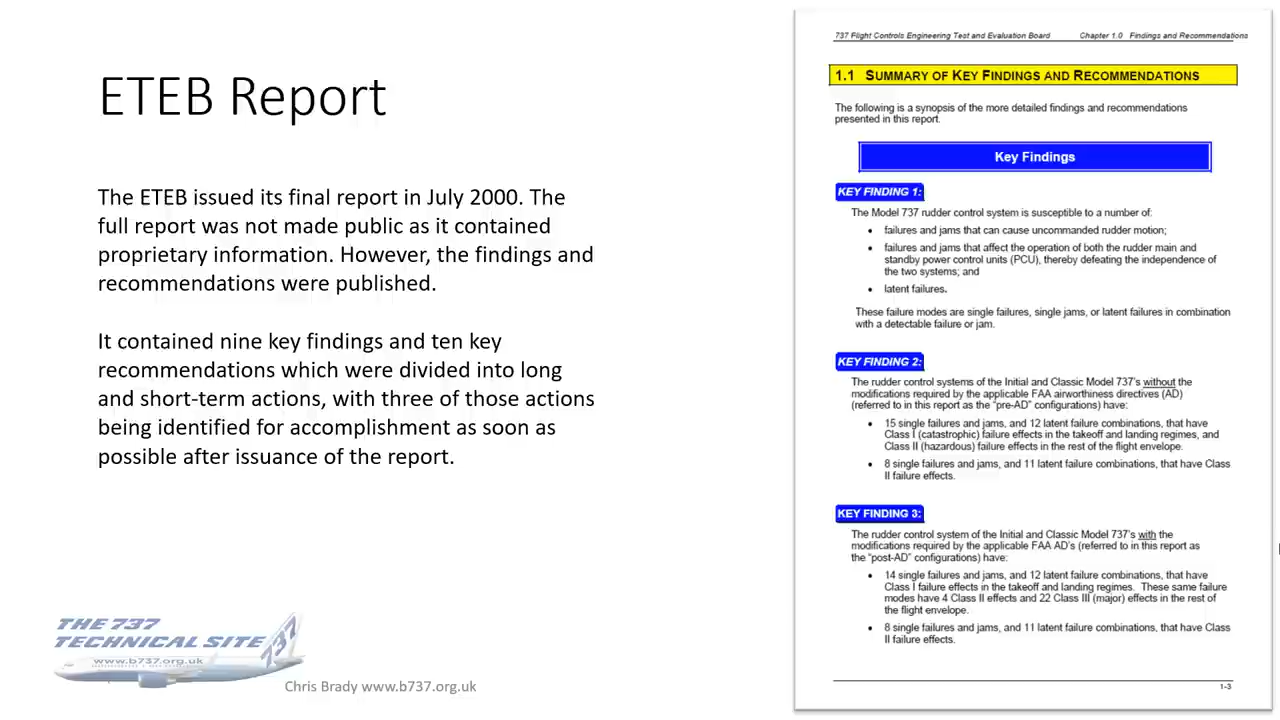 ETEB Report
The ETEB issued its final report in July 2000. The
full report was not made public as it contained
proprietary information. However, the findings and
recommendations were published.
It contained nine key findings and ten key
recommendations which were divided into long
and short-term actions, with three of those actions
being identified for accomplishment as soon as
possible after issuance of the report.
THE 737
TECHNICAL SITE
737
www.b737.org.uk
Chris Brady www.b737.org.uk
737 Flight Controls Engineering Test and Evaluation Board Chapter 1.0 Findings and Recommendations
1.1 SUMMARY OF KEY FINDINGS AND RECOMMENDATIONS
The following is a synopsis of the more detailed findings and recommendations
presented in this report.
Key Findings
KEY FINDING 1:
The Model 737 rudder control system is susceptible to a number of:
• failures and jams that can cause uncommanded rudder motion;
• failures and jams that affect the operation of both the rudder main and
standby power control units (PCU), thereby defeating the independence of
the two systems; and
• latent failures.
These failure modes are single failures, single jams, or latent failures in combination
with a detectable failure or jam.
KEY FINDING 2:
The rudder control systems of the Initial and Classic Model 737's without the
modifications required by the applicable FAA airworthiness directives (AD)
(referred to in this report as the "pre-AD" configurations) have:
• 15 single failures and jams, and 12 latent failure combinations, that have
Class I (catastrophic) failure effects in the takeoff and landing regimes, and
Class II (hazardous) failure effects in the rest of the flight envelope.
• 8 single failures and jams, and 11 latent failure combinations, that have Class
II failure effects.
KEY FINDING 3:
The rudder control system of the Initial and Classic Model 737's with the
modifications required by the applicable FAA AD's (referred to in this report as
the "post-AD" configurations) have:
• 14 single failures and jams, and 12 latent failure combinations, that have
Class I failure effects in the takeoff and landing regimes. These same failure
modes have 4 Class II effects and 22 Class III (major) effects in the rest of
the flight envelope.
• 8 single failures and jams, and 11 latent failure combinations, that have Class
II failure effects.
1-3